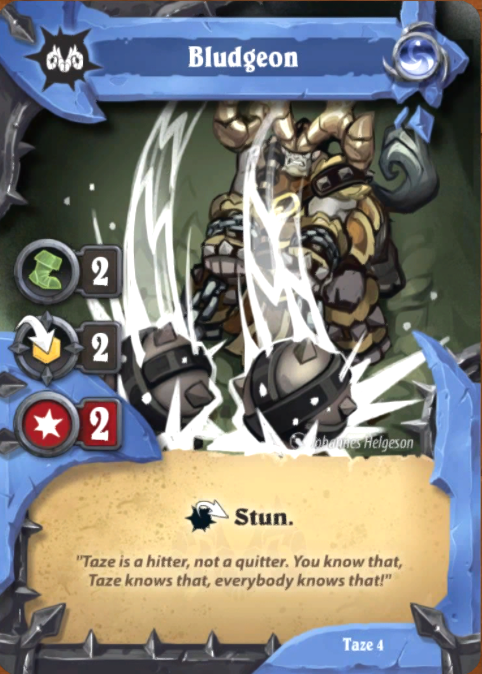 Bludgeon
2
2
2
Johannes Helgeson
Stun.
"Taze is a hitter, not a quitter. You know that,
Taze knows that, everybody knows that!"
Taze 4